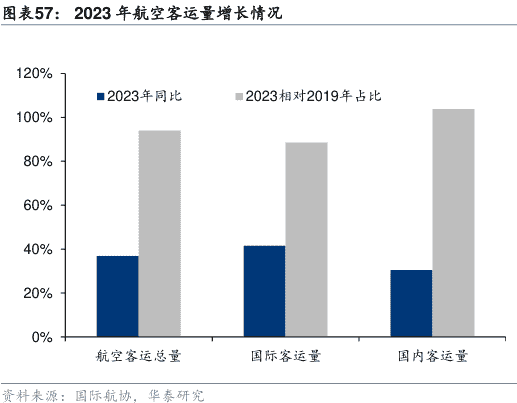 图表57： 2023 年航空客运量增长情况
120%
2023年同比 2023相对2019年占比
100%
80%
60%
40%
20%
0%
航空客运总量 国际客运量 国内客运量
资料来源：国际航协，华泰研究